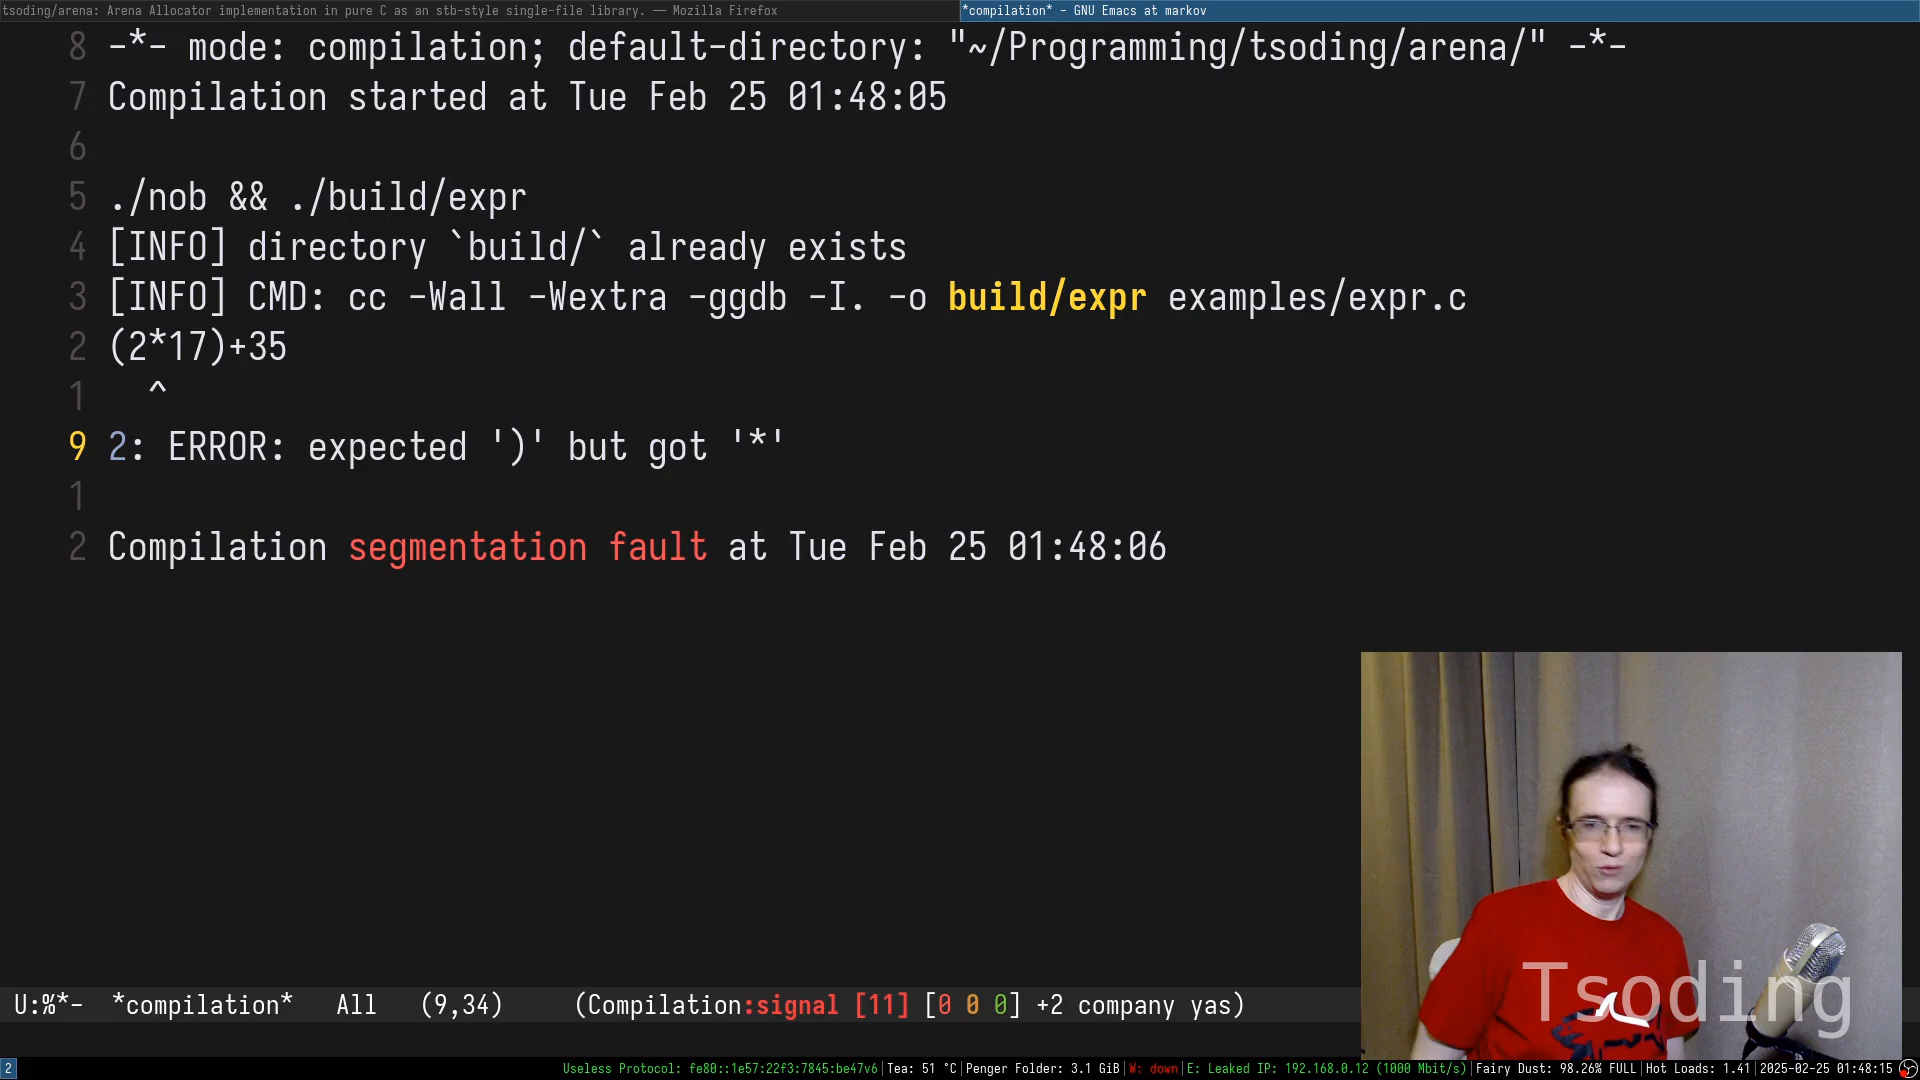 tsoding/arena: Arena Allocator implementation in pure C as an stb-style single-file library. — Mozilla Firefox
*compilation* - GNU Emacs at markov
8 -*- mode: compilation; default-directory: "~/Programming/tsoding/arena/" -*-
7 Compilation started at Tue Feb 25 01:48:05
6
5 ./nob && ./build/expr
4 [INFO] directory `build/` already exists
3 [INFO] CMD: cc -Wall -Wextra -ggdb -I. -o build/expr examples/expr.c
2 (2*17)+35
1   ^
9 2: ERROR: expected ')' but got '*'
1
2 Compilation segmentation fault at Tue Feb 25 01:48:06
Tsoding
U:%*- *compilation* All (9,34) (Compilation:signal [11] [0 0 0] +2 company yas)
2 Useless Protocol: fe80::1e57:22f3:7845:be47v6|Tea: 51 °C|Penger Folder: 3.1 GiB|W: down|E: Leaked IP: 192.168.0.12 (1000 Mbit/s)|Fairy Dust: 98.26% FULL|Hot Loads: 1.41|2025-02-25 01:48:15